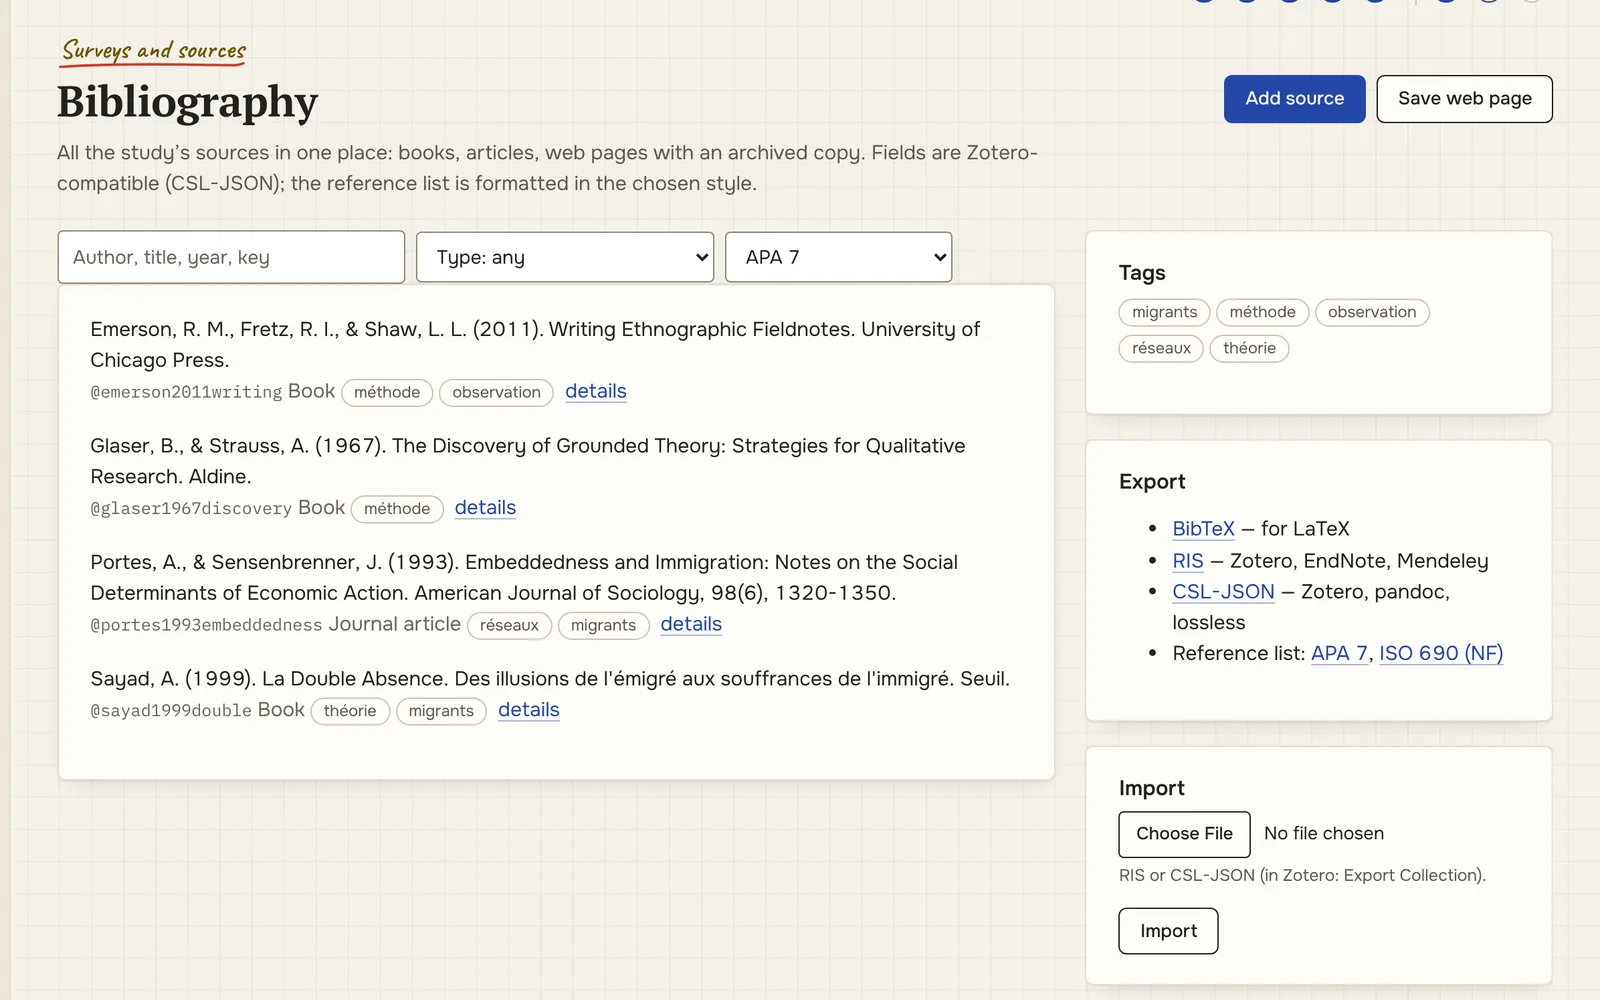 Surveys and sources
Bibliography
Add source
Save web page
All the study’s sources in one place: books, articles, web pages with an archived copy. Fields are Zotero-
compatible (CSL-JSON); the reference list is formatted in the chosen style.
Author, title, year, key
Type: any
APA 7
Emerson, R. M., Fretz, R. I., & Shaw, L. L. (2011). Writing Ethnographic Fieldnotes. University of
Chicago Press.
@emerson2011writing Book méthode observation details
Glaser, B., & Strauss, A. (1967). The Discovery of Grounded Theory: Strategies for Qualitative
Research. Aldine.
@glaser1967discovery Book méthode details
Portes, A., & Sensenbrenner, J. (1993). Embeddedness and Immigration: Notes on the Social
Determinants of Economic Action. American Journal of Sociology, 98(6), 1320-1350.
@portes1993embeddedness Journal article réseaux migrants details
Sayad, A. (1999). La Double Absence. Des illusions de l'émigré aux souffrances de l'immigré. Seuil.
@sayad1999double Book théorie migrants details
Tags
migrants méthode observation
réseaux théorie
Export
• BibTeX – for LaTeX
• RIS – Zotero, EndNote, Mendeley
• CSL-JSON – Zotero, pandoc,
lossless
• Reference list: APA 7, ISO 690 (NF)
Import
Choose File No file chosen
RIS or CSL-JSON (in Zotero: Export Collection).
Import